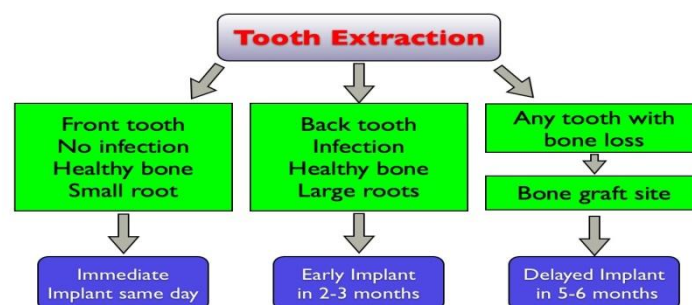 Tooth Extraction
Front tooth
No infection
Healthy bone
Small root
Back tooth
Infection
Healthy bone
Large roots
Any tooth with
bone loss
Bone graft site
Immediate
Implant same day
Early Implant
in 2-3 months
Delayed Implant
in 5-6 months